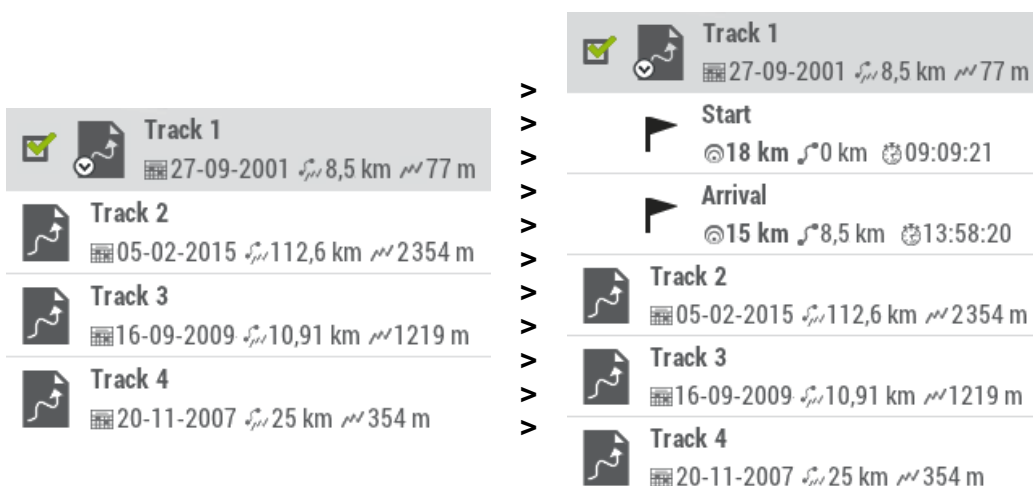 Track 1
27-09-2001 8,5 km 77 m
Track 2
05-02-2015 112,6 km 2354 m
Track 3
16-09-2009 10,91 km 1219 m
Track 4
20-11-2007 25 km 354 m
>
>
>
>
>
>
>
>
>
>
>
Track 1
27-09-2001 8,5 km 77 m
Start
18 km 0 km 09:09:21
Arrival
15 km 8,5 km 13:58:20
Track 2
05-02-2015 112,6 km 2354 m
Track 3
16-09-2009 10,91 km 1219 m
Track 4
20-11-2007 25 km 354 m